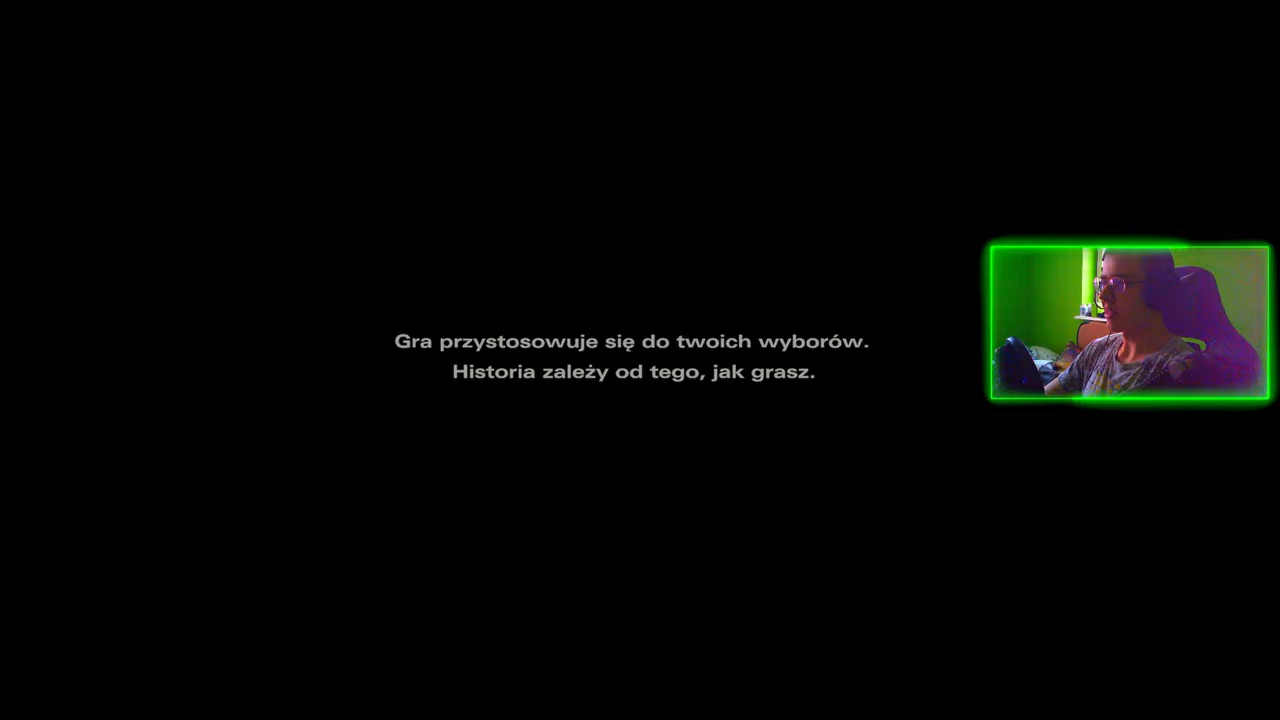 Gra przystosowuje się do twoich wyborów.
Historia zależy od tego, jak grasz.